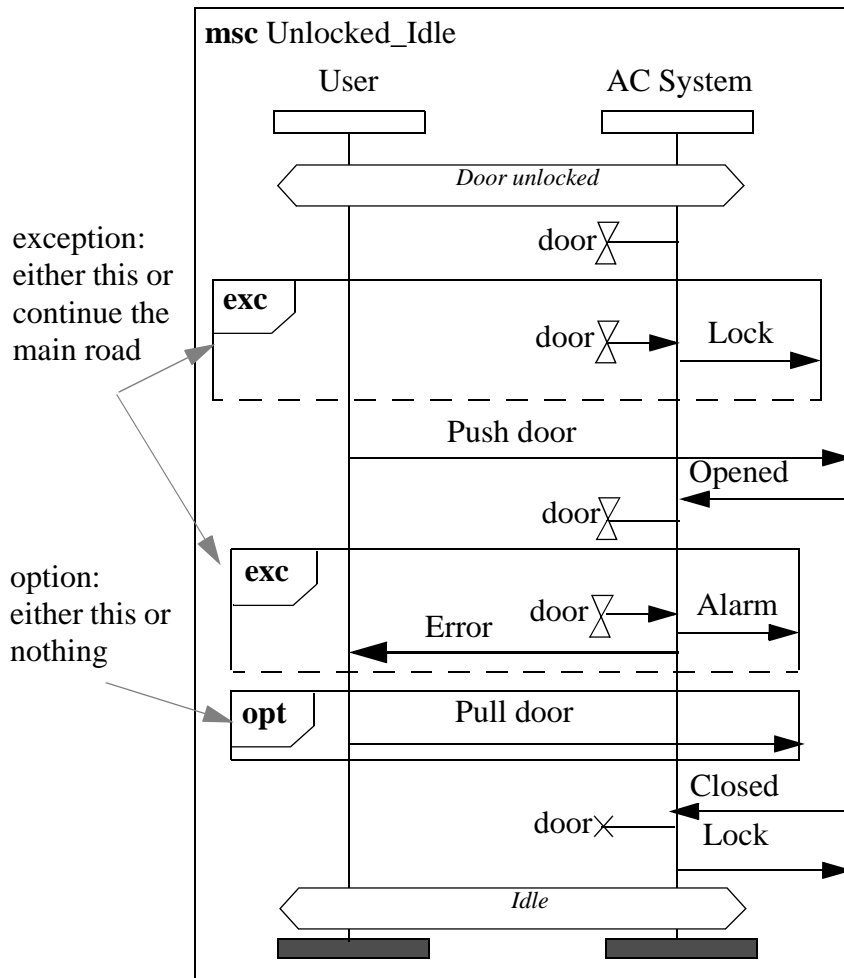 msc Unlocked_Idle
User
AC System
Door unlocked
door
exception:
either this or
continue the
main road
exc
door
Lock
Push door
Opened
door
option:
either this or
nothing
exc
door
Alarm
Error
opt
Pull door
Closed
door
Lock
Idle